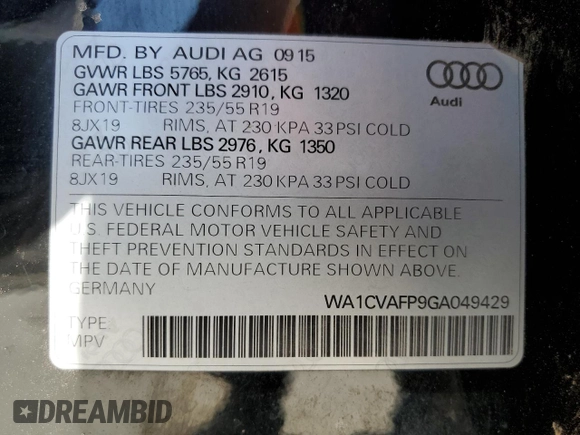 MFD. BY AUDI AG 09 15
GVWR LBS 5765, KG 2615
GAWR FRONT LBS 2910, KG 1320
FRONT-TIRES 235/55 R19
8JX19 RIMS, AT 230 KPA 33 PSI COLD
GAWR REAR LBS 2976, KG 1350
REAR-TIRES 235/55 R19
8JX19 RIMS, AT 230 KPA 33 PSI COLD
Audi
THIS VEHICLE CONFORMS TO ALL APPLICABLE
U.S. FEDERAL MOTOR VEHICLE SAFETY AND
THEFT PREVENTION STANDARDS IN EFFECT ON
THE DATE OF MANUFACTURE SHOWN ABOVE.
GERMANY
WA1CVAFP9GA049429
TYPE
MPV
DREAMBID